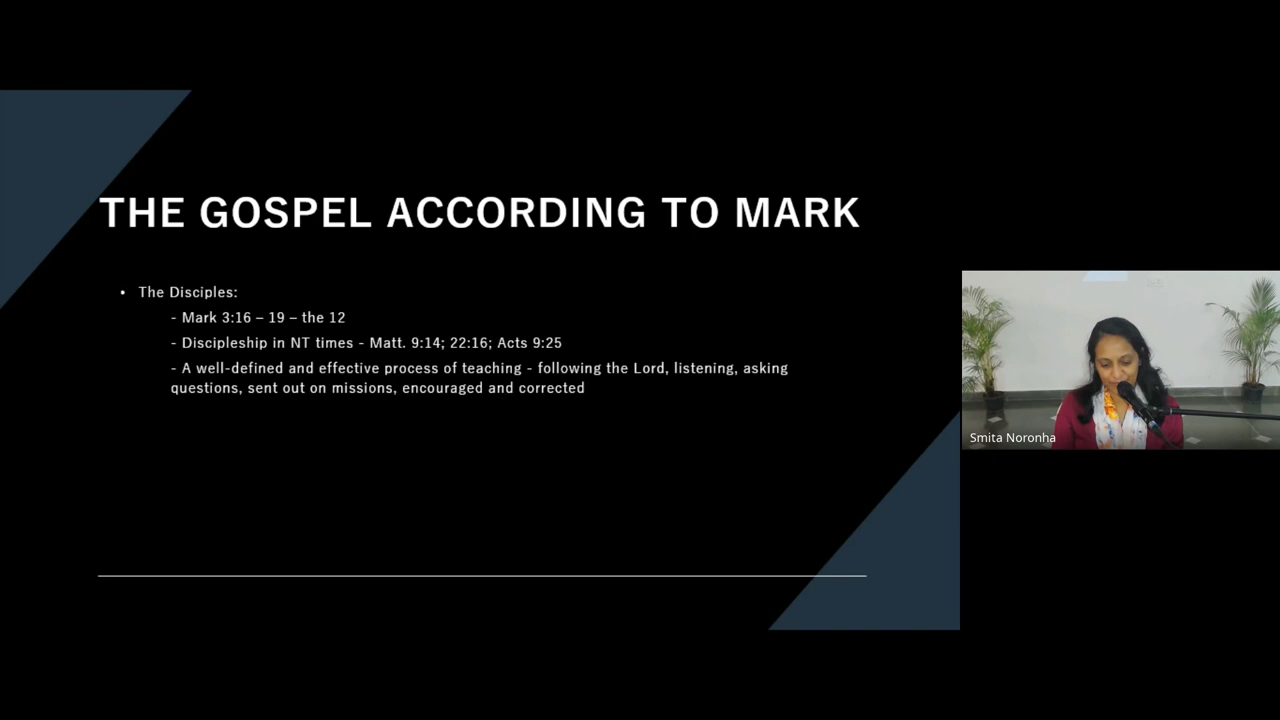 THE GOSPEL ACCORDING TO MARK
• The Disciples:
- Mark 3:16 – 19 – the 12
- Discipleship in NT times - Matt. 9:14; 22:16; Acts 9:25
- A well-defined and effective process of teaching - following the Lord, listening, asking
questions, sent out on missions, encouraged and corrected
Smita Noronha